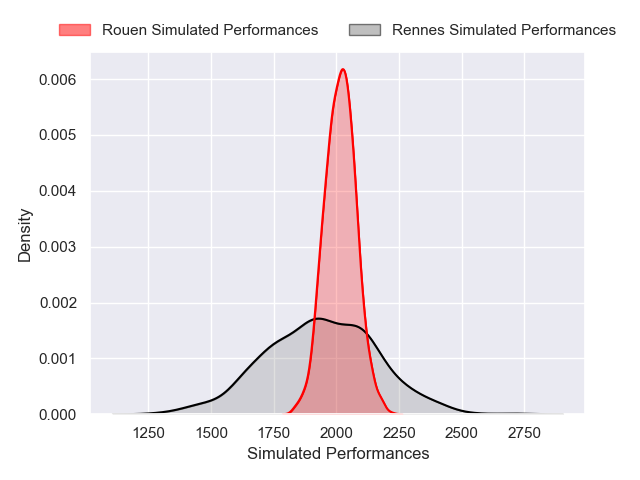 Rouen Simulated Performances Rennes Simulated Performances
0.006
0.005
0.004
0.003
0.002
0.001
0.000
Density
1250 1500 1750 2000 2250 2500 2750
Simulated Performances